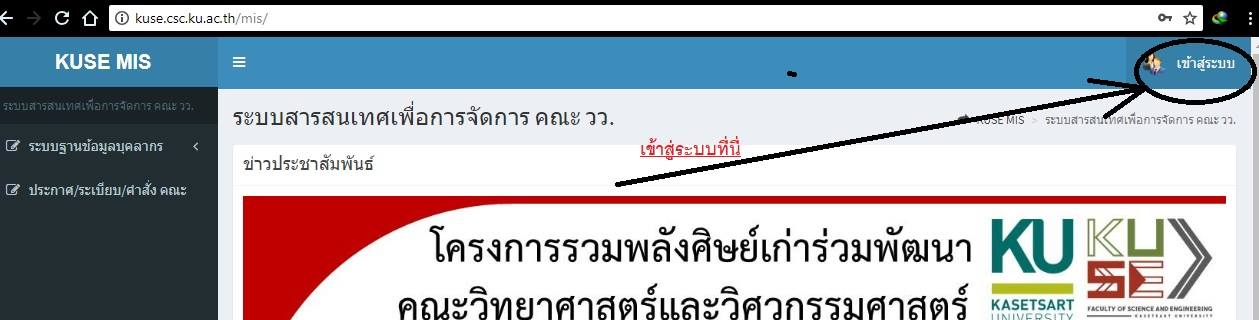 kuse.csc.ku.ac.th/mis/
KUSE MIS
เข้าสู่ระบบ
ระบบสารสนเทศเพื่อการจัดการ คณะ วว.
ระบบฐานข้อมูลบุคลากร
ประกาศ/ระเบียบ/คำสั่ง คณะ
ระบบสารสนเทศเพื่อการจัดการ คณะ วว.
KUSE MIS > ระบบสารสนเทศเพื่อการจัดการ คณะ วว.
เข้าสู่ระบบที่นี่
ข่าวประชาสัมพันธ์
โครงการรวมพลังศิษย์เก่าร่วมพัฒนา
คณะวิทยาศาสตร์และวิศวกรรมศาสตร์
KU
KASETSART
UNIVERSITY
KU
SE
FACULTY OF SCIENCE AND ENGINEERING
KASETSART UNIVERSITY